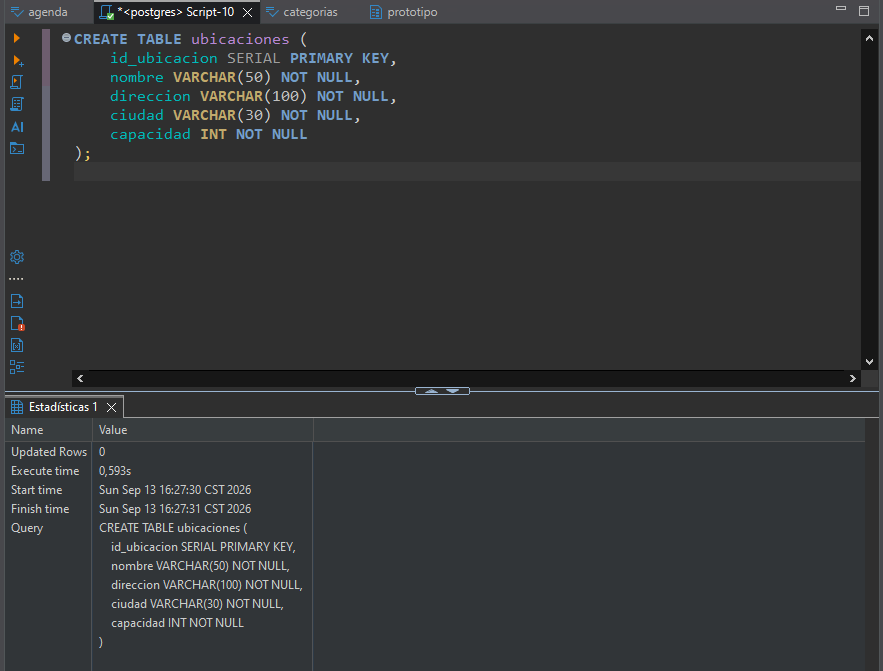 agenda
*<postgres> Script-10
categorias
prototipo
CREATE TABLE ubicaciones (
id_ubicacion SERIAL PRIMARY KEY,
nombre VARCHAR(50) NOT NULL,
direccion VARCHAR(100) NOT NULL,
ciudad VARCHAR(30) NOT NULL,
capacidad INT NOT NULL
);
AI
Estadísticas 1
Name Value
Updated Rows 0
Execute time 0,593s
Start time Sun Sep 13 16:27:30 CST 2026
Finish time Sun Sep 13 16:27:31 CST 2026
Query CREATE TABLE ubicaciones (
id_ubicacion SERIAL PRIMARY KEY,
nombre VARCHAR(50) NOT NULL,
direccion VARCHAR(100) NOT NULL,
ciudad VARCHAR(30) NOT NULL,
capacidad INT NOT NULL
)